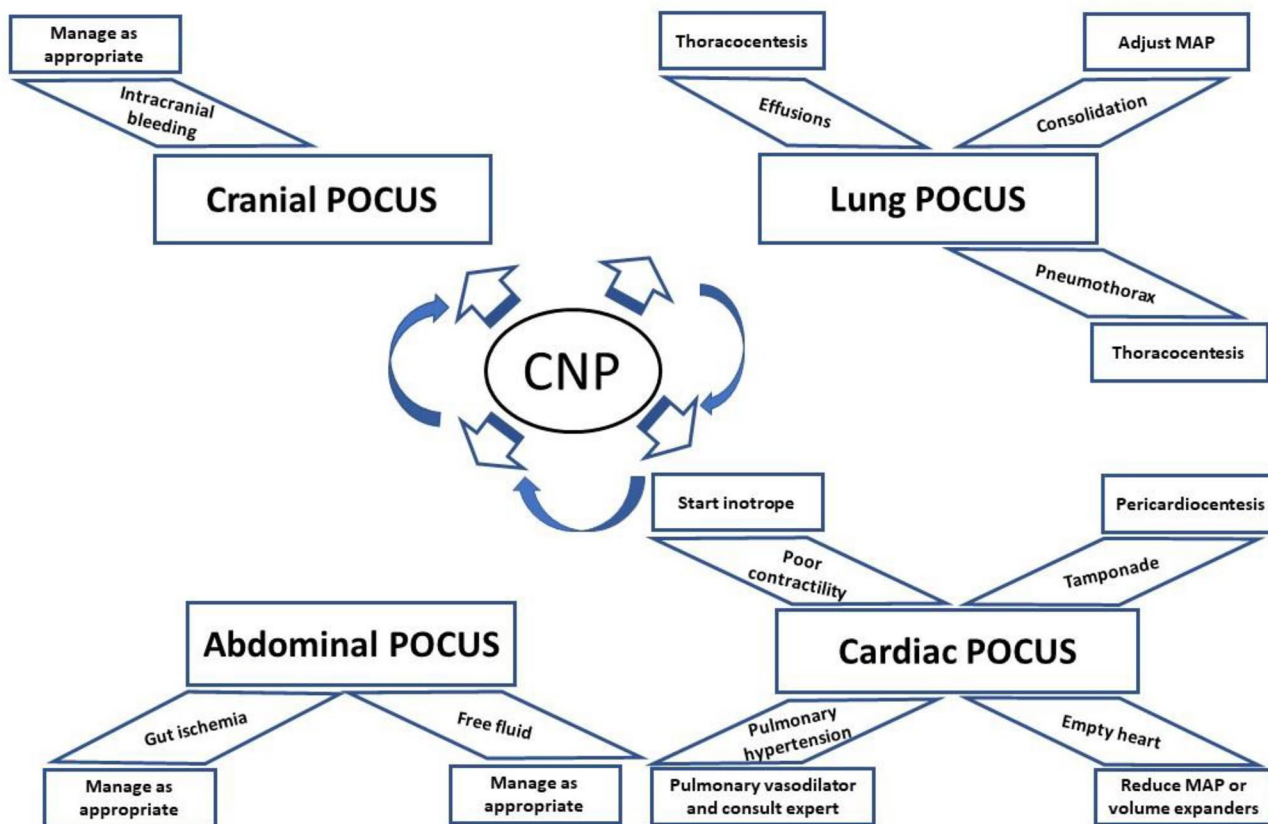 Manage as
appropriate
Intracranial
bleeding
Cranial POCUS
Thoracocentesis
Effusions
Adjust MAP
Consolidation
Lung POCUS
Pneumothorax
Thoracocentesis
CNP
Start inotrope
Poor
contractility
Pericardiocentesis
Tamponade
Cardiac POCUS
Pulmonary
hypertension
Pulmonary vasodilator
and consult expert
Empty heart
Reduce MAP or
volume expanders
Abdominal POCUS
Gut ischemia
Manage as
appropriate
Free fluid
Manage as
appropriate